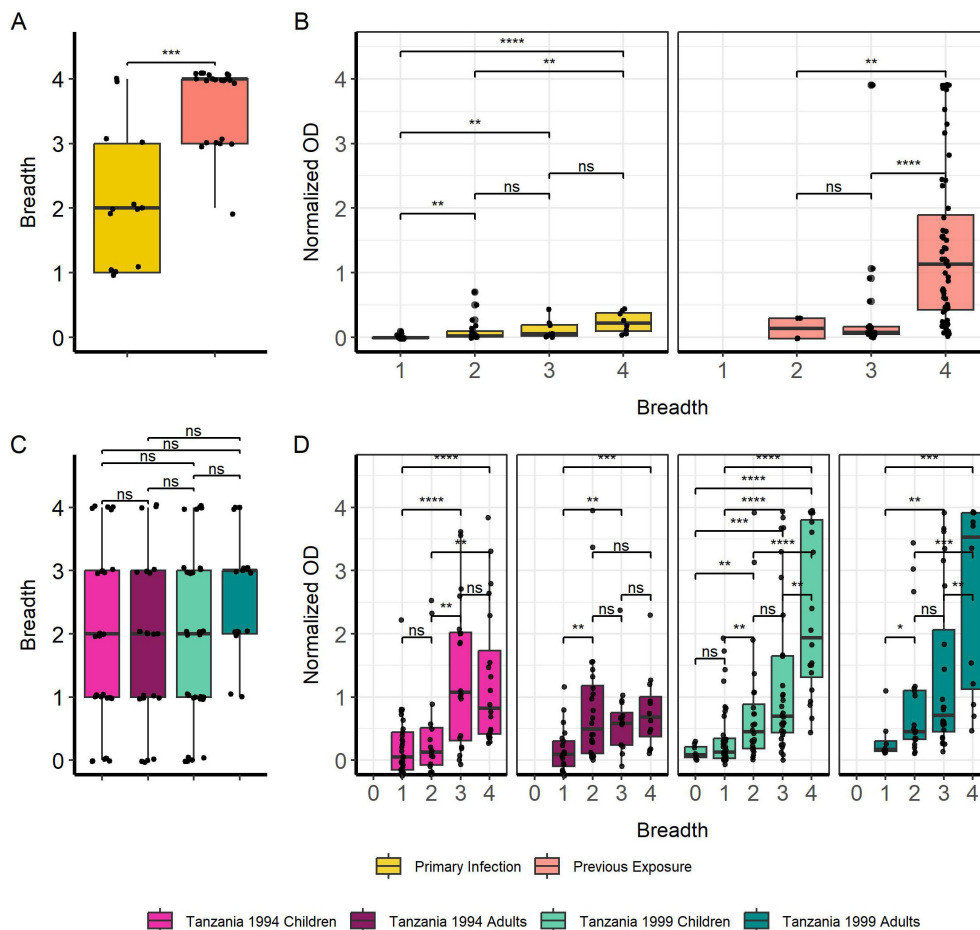 A
B
***
****
**
**
ns
ns
**
**
ns
****
Breadth
4
3
2
1
0
Normalized OD
4
3
2
1
0
1 2 3 4
1 2 3 4
Breadth
C
D
ns
ns
ns
ns
ns
ns
Breadth
4
3
2
1
0
Normalized OD
4
3
2
1
0
****
****
**
ns
**
ns
***
**
ns
ns
ns
**
****
****
****
***
**
****
**
ns
**
ns
***
**
***
**
ns
*
0 1 2 3 4
0 1 2 3 4
0 1 2 3 4
0 1 2 3 4
Breadth
Primary Infection Previous Exposure
Tanzania 1994 Children Tanzania 1994 Adults Tanzania 1999 Children Tanzania 1999 Adults